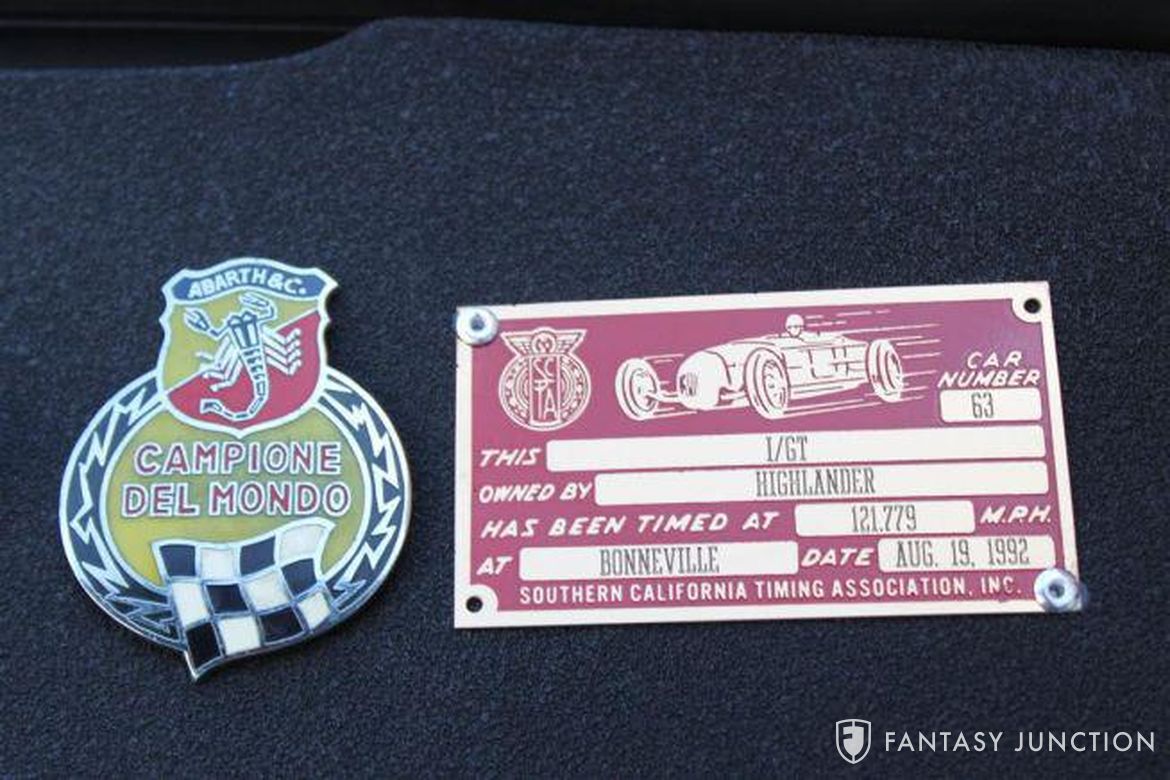 ABARTH & C.
CAMPIONE
DEL MONDO
SCTA
CAR
NUMBER
63
THIS I/GT
OWNED BY HIGHLANDER
HAS BEEN TIMED AT 121.779 M.P.H.
AT BONNEVILLE DATE AUG. 19, 1992
SOUTHERN CALIFORNIA TIMING ASSOCIATION, INC.
FANTASY JUNCTION